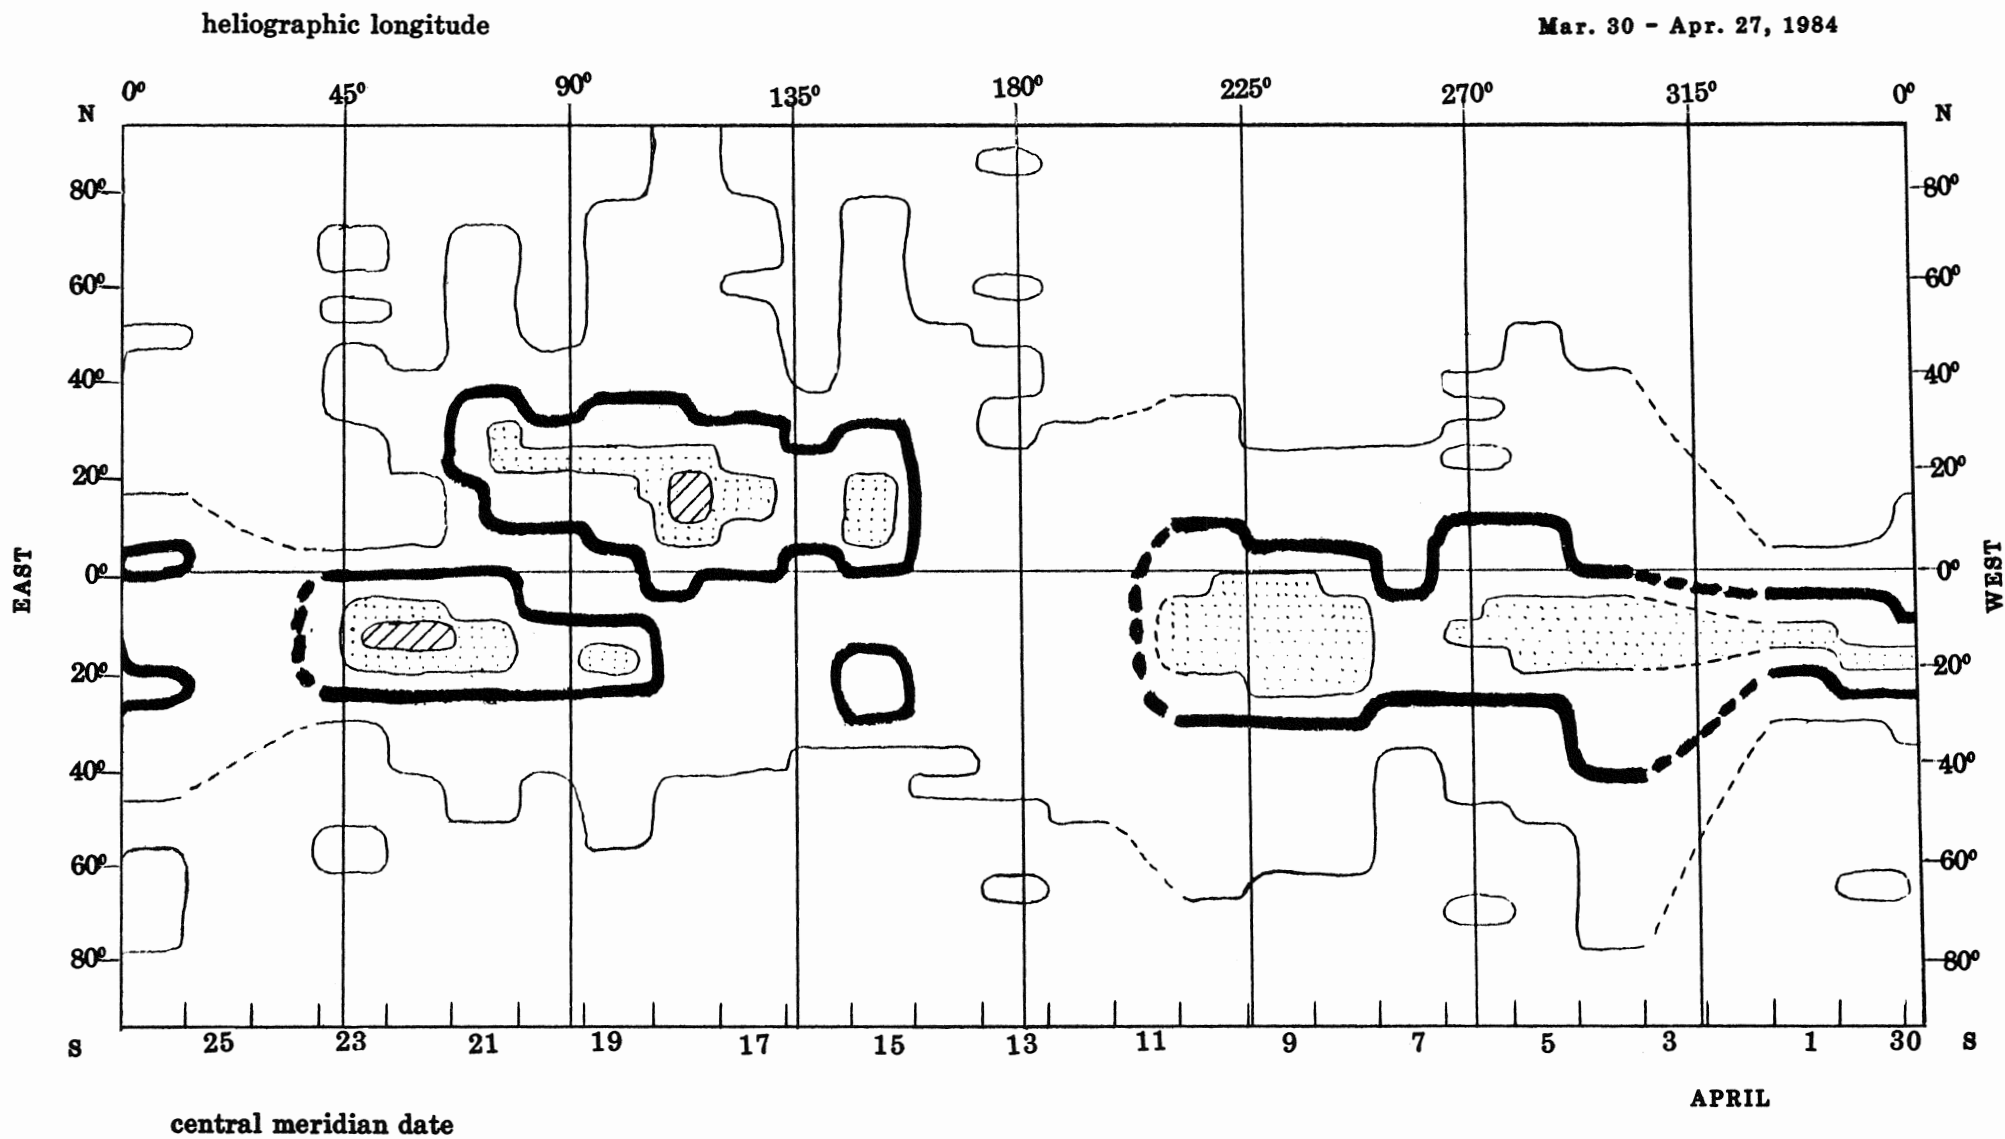 heliographic longitude
Mar. 30 - Apr. 27, 1984
0° 45° 90° 135° 180° 225° 270° 315° 0°
N N
80° 80°
60° 60°
40° 40°
20° 20°
EAST 0° 0° WEST
20° 20°
40° 40°
60° 60°
80° 80°
S 25 23 21 19 17 15 13 11 9 7 5 3 1 30 S
APRIL
central meridian date